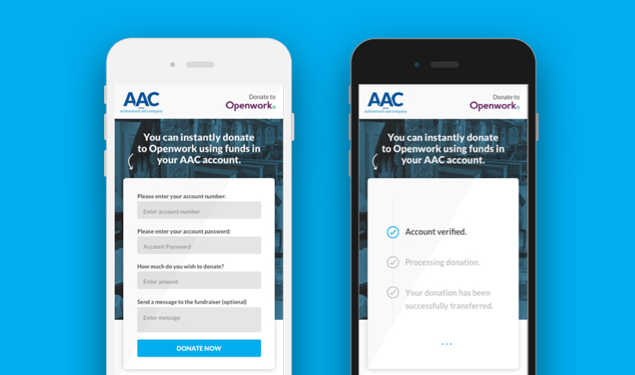 AAC
achisomoch aid company
Donate to
Openwork
You can instantly donate
to Openwork using funds in
your AAC account.
Please enter your account number:
Enter account number
Please enter your account password:
Account Password
How much do you wish to donate?
Enter amount
Send a message to the fundraiser (optional)
Enter message
DONATE NOW
AAC
achisomoch aid company
Donate to
Openwork
You can instantly donate
to Openwork using funds in
your AAC account.
Account verified.
Processing donation.
Your donation has been
successfully transferred.
...